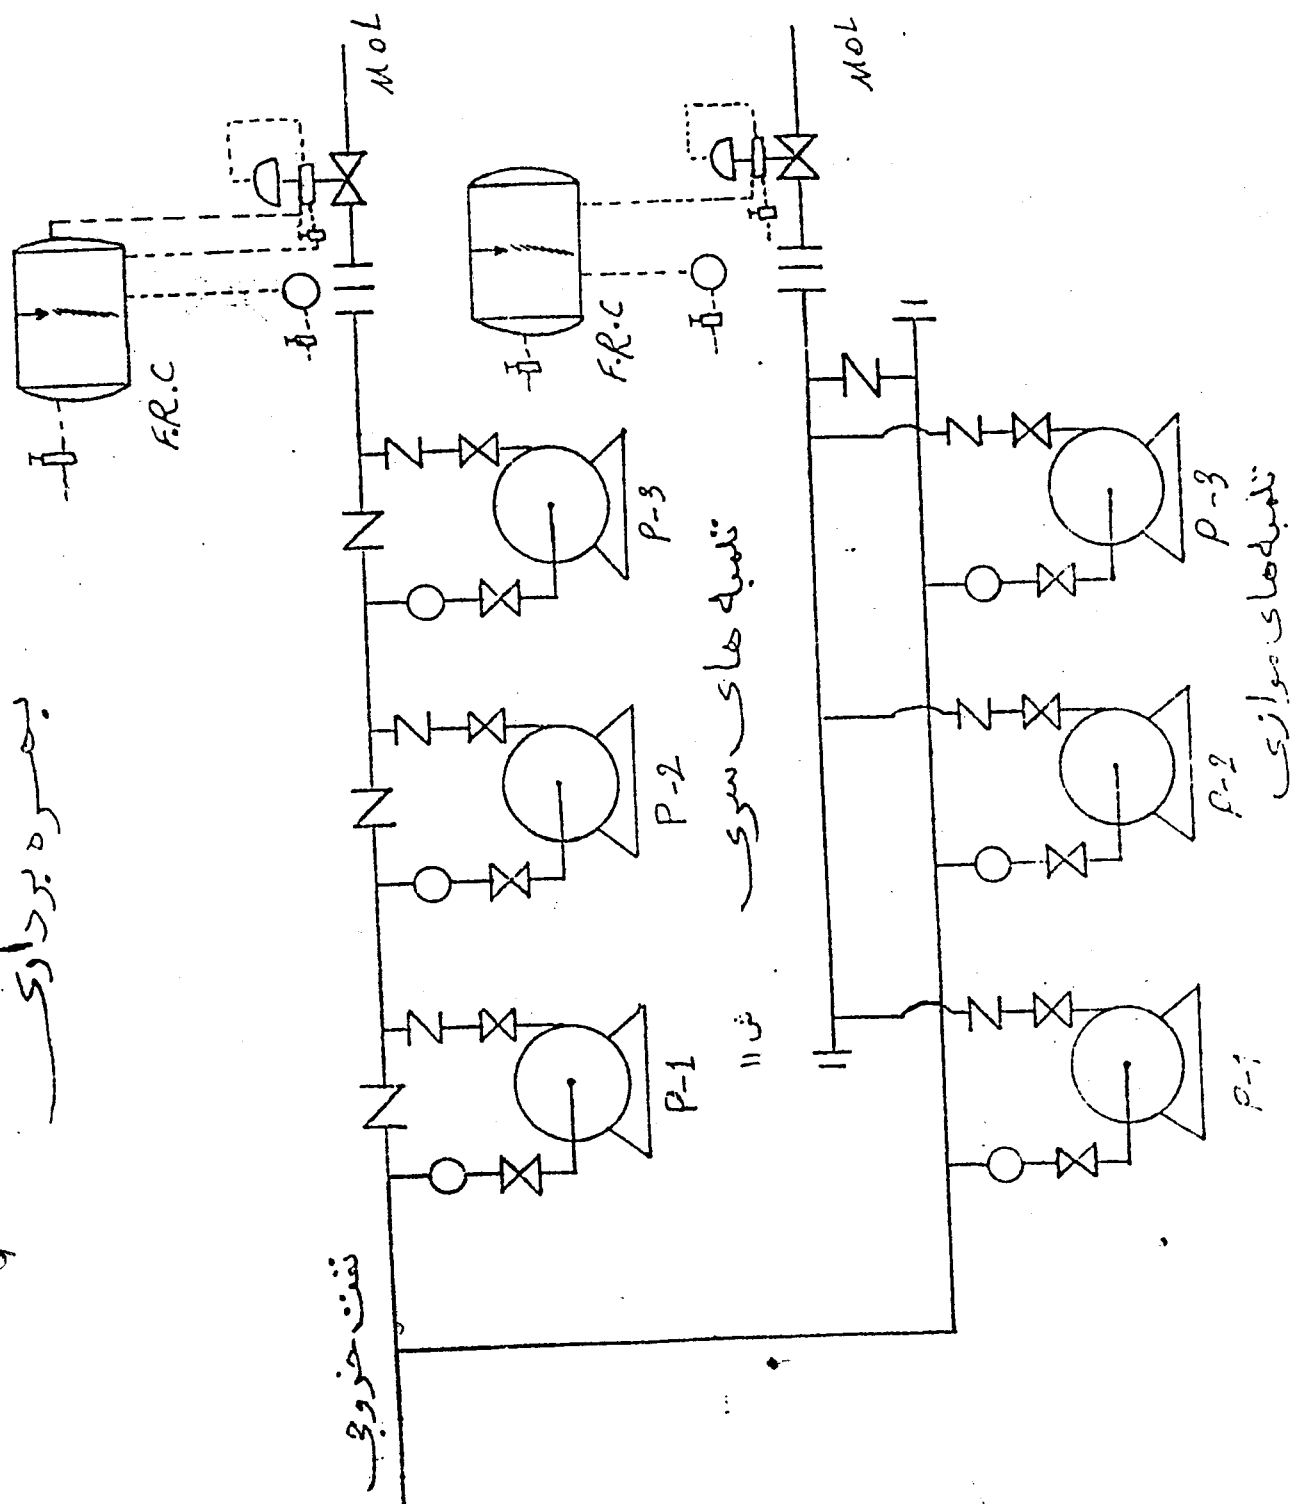 بهره برداری
F.R.C
MOL
P-3
P-2
P-1
نفت خروجی
تلمبه های سری
ش ۱۱
F.R.C
MOL
P-3
P-2
P-1
تلمبه های موازی